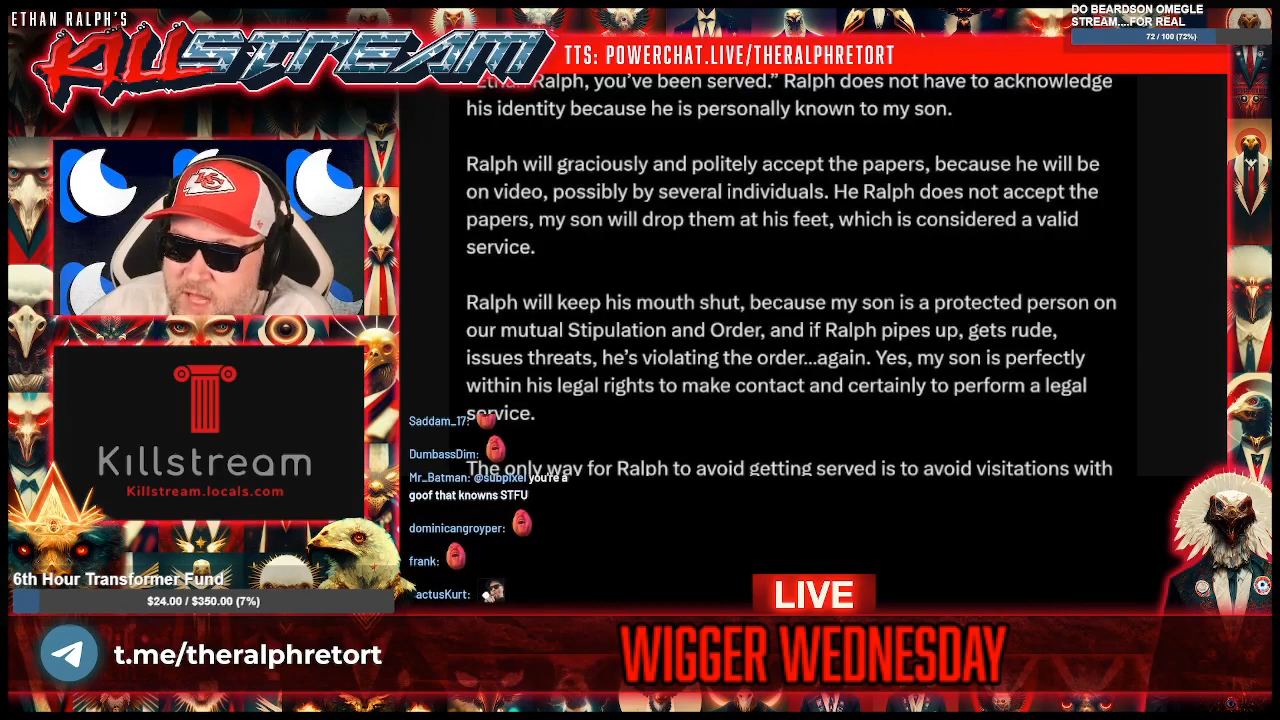 ETHAN RALPH'S
KILLSTREAM
TTS: POWERCHAT.LIVE/THERALPHRETORT
DO BEARDSON OMEGLE
STREAM....FOR REAL
72 / 100 (72%)
"Ethan Ralph, you've been served." Ralph does not have to acknowledge
his identity because he is personally known to my son.
Ralph will graciously and politely accept the papers, because he will be
on video, possibly by several individuals. He Ralph does not accept the
papers, my son will drop them at his feet, which is considered a valid
service.
Ralph will keep his mouth shut, because my son is a protected person on
our mutual Stipulation and Order, and if Ralph pipes up, gets rude,
issues threats, he's violating the order...again. Yes, my son is perfectly
within his legal rights to make contact and certainly to perform a legal
service.
The only way for Ralph to avoid getting served is to avoid visitations with
KC
Killstream
Killstream.locals.com
Saddam_17:
DumbassDim:
Mr_Batman: @subpixel you're a
goof that knowns STFU
dominicangroyper:
frank:
actusKurt:
6th Hour Transformer Fund
$24.00 / $350.00 (7%)
LIVE
t.me/theralphretort
WIGGER WEDNESDAY